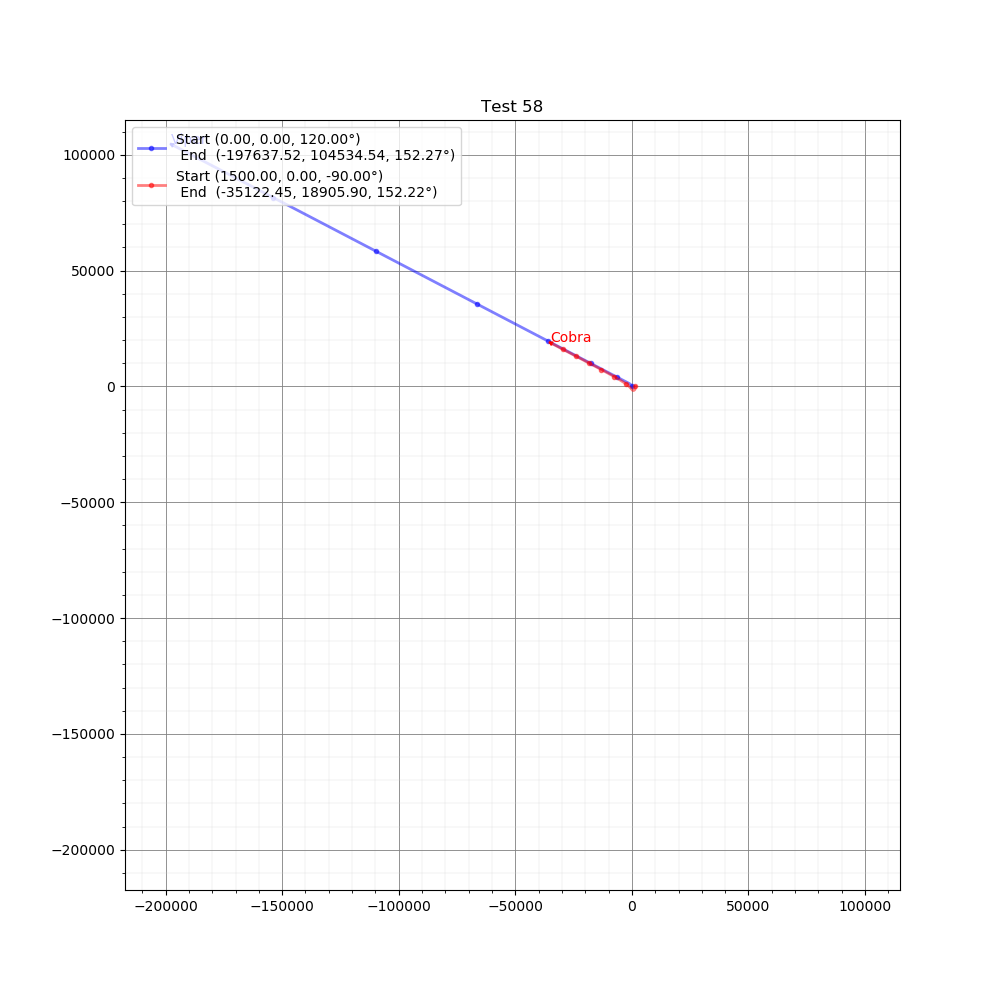 Test 58
Start (0.00, 0.00, 120.00°)
End (-197637.52, 104534.54, 152.27°)
Start (1500.00, 0.00, -90.00°)
End (-35122.45, 18905.90, 152.22°)
Cobra
100000
50000
0
−50000
−100000
−150000
−200000
−200000 −150000 −100000 −50000 0 50000 100000